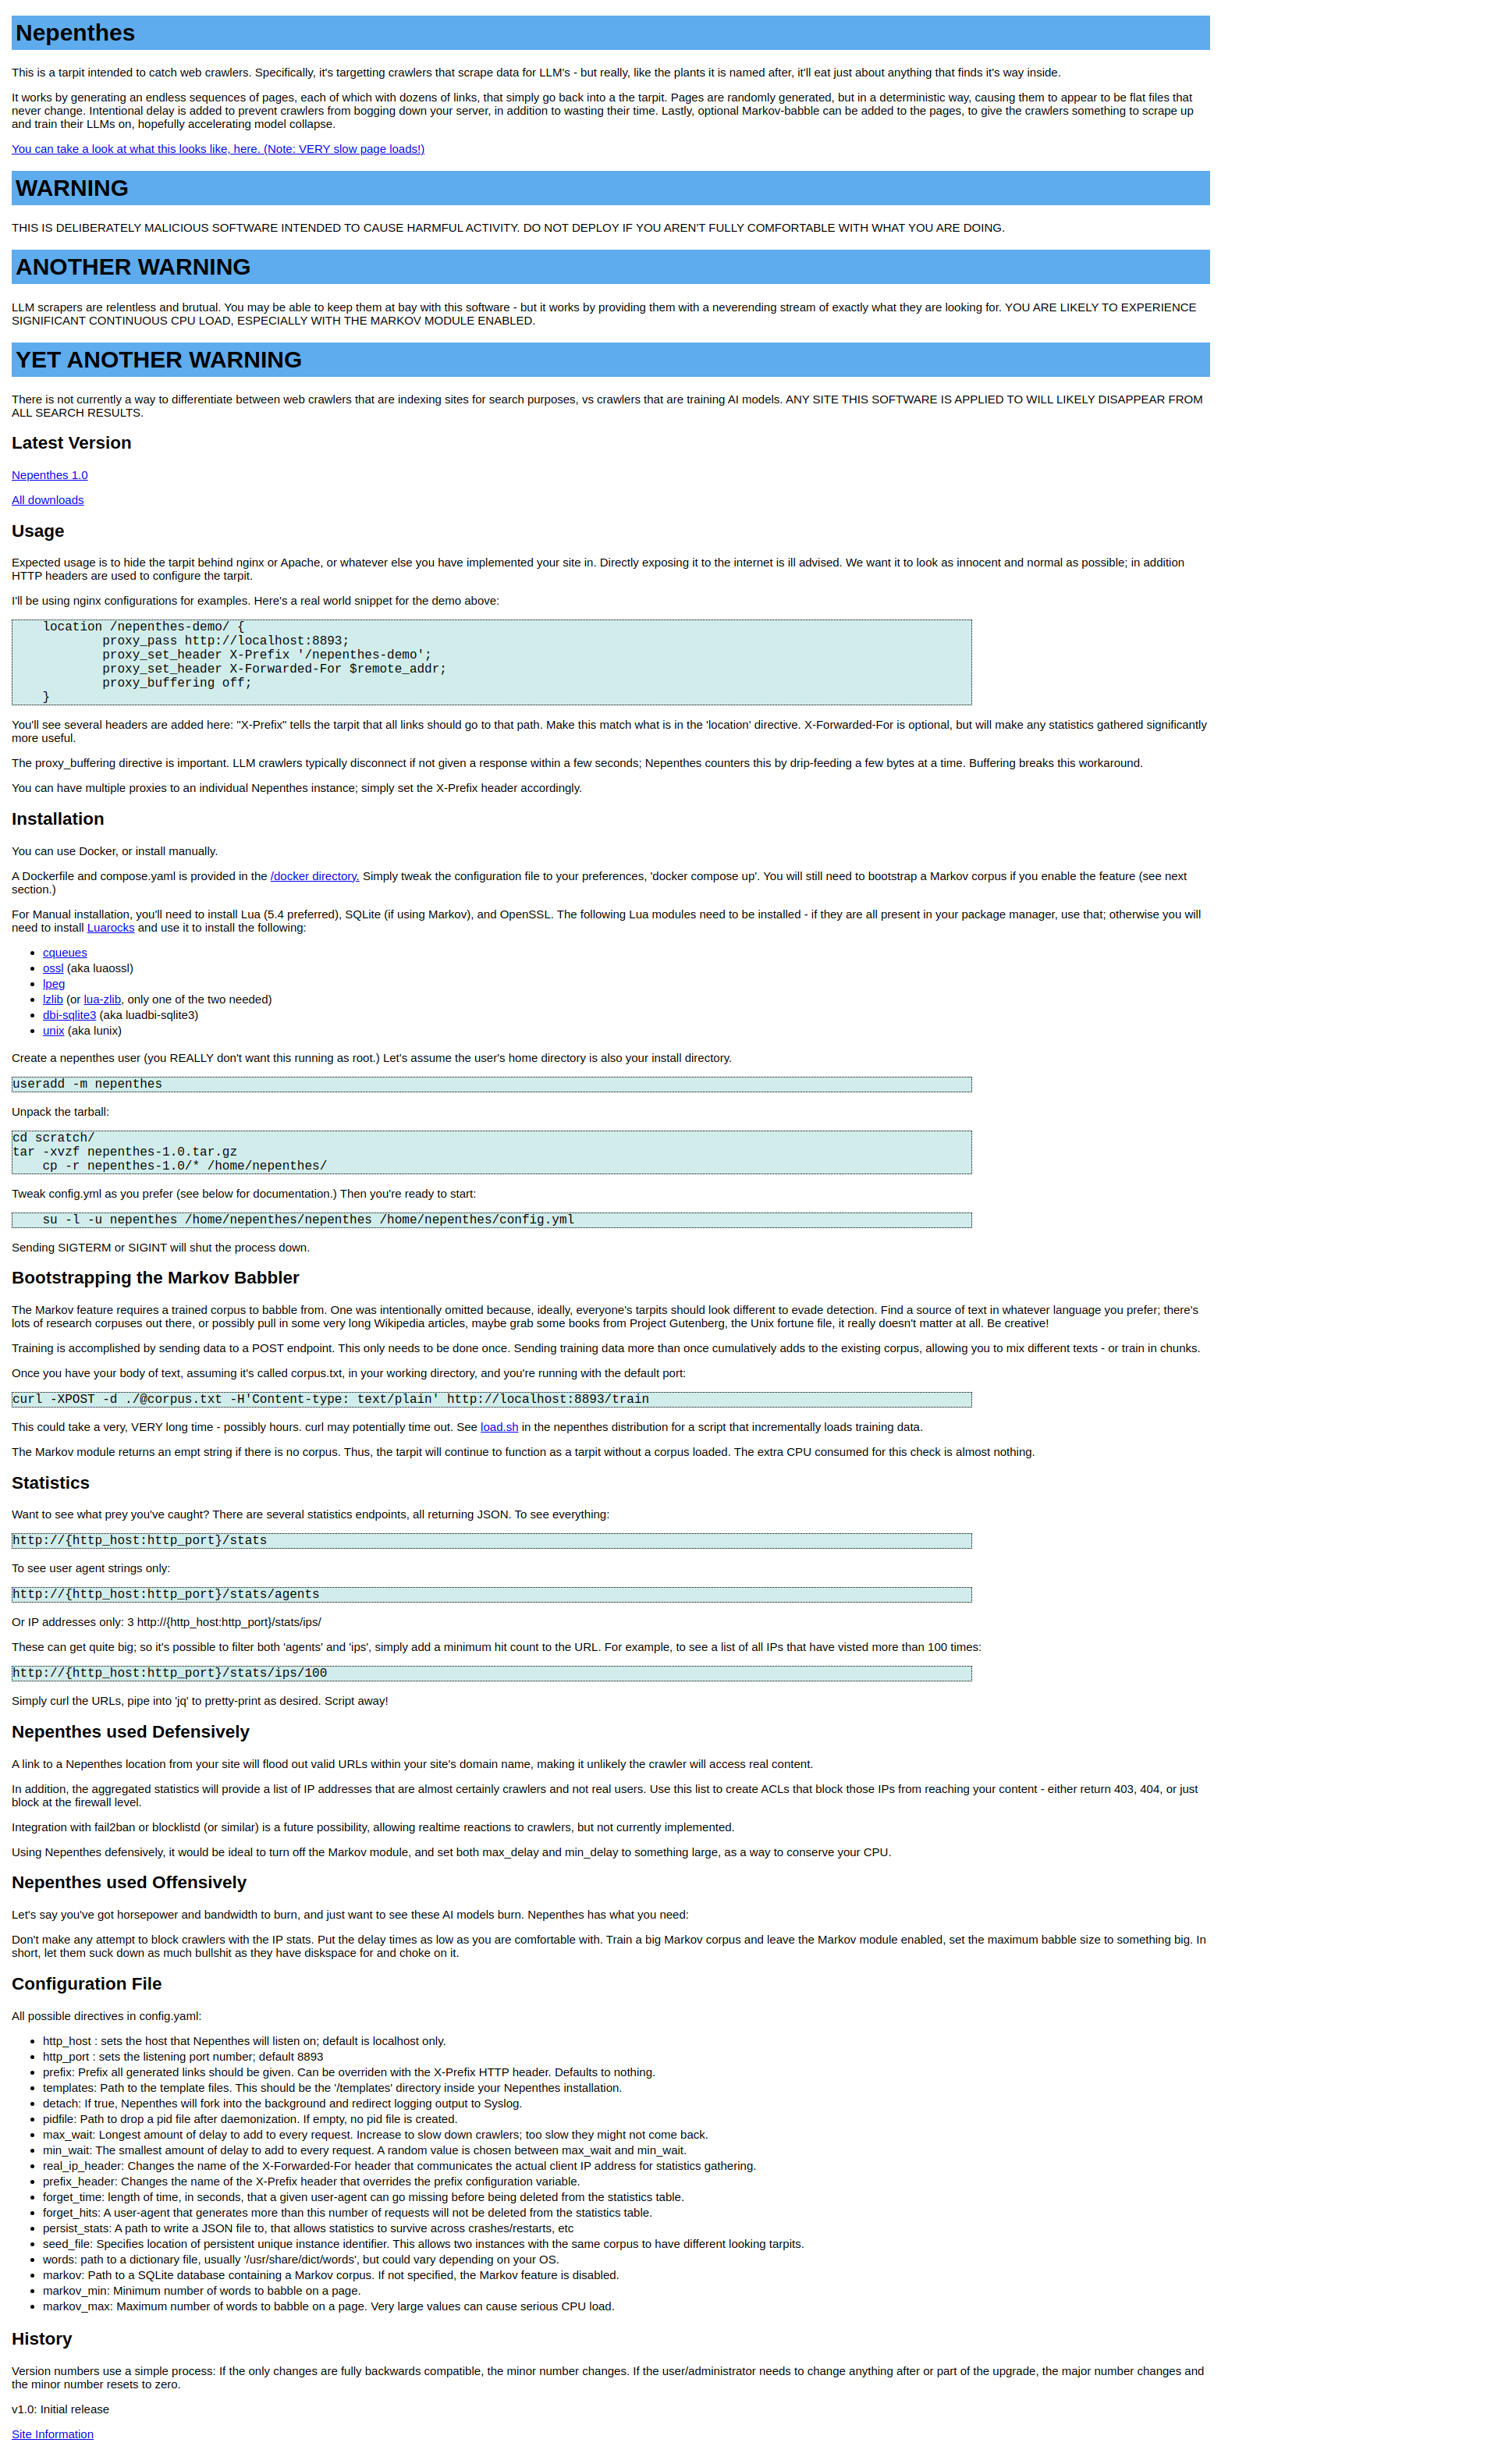 Nepenthes
This is a tarpit intended to catch web crawlers. Specifically, it's targetting crawlers that scrape data for LLM's - but really, like the plants it is named after, it'll eat just about anything that finds it's way inside.
It works by generating an endless sequences of pages, each of which with dozens of links, that simply go back into a the tarpit. Pages are randomly generated, but in a deterministic way, causing them to appear to be flat files that
never change. Intentional delay is added to prevent crawlers from bogging down your server, in addition to wasting their time. Lastly, optional Markov-babble can be added to the pages, to give the crawlers something to scrape up
and train their LLMs on, hopefully accelerating model collapse.
You can take a look at what this looks like, here. (Note: VERY slow page loads!)
WARNING
THIS IS DELIBERATELY MALICIOUS SOFTWARE INTENDED TO CAUSE HARMFUL ACTIVITY. DO NOT DEPLOY IF YOU AREN'T FULLY COMFORTABLE WITH WHAT YOU ARE DOING.
ANOTHER WARNING
LLM scrapers are relentless and brutual. You may be able to keep them at bay with this software - but it works by providing them with a neverending stream of exactly what they are looking for. YOU ARE LIKELY TO EXPERIENCE
SIGNIFICANT CONTINUOUS CPU LOAD, ESPECIALLY WITH THE MARKOV MODULE ENABLED.
YET ANOTHER WARNING
There is not currently a way to differentiate between web crawlers that are indexing sites for search purposes, vs crawlers that are training AI models. ANY SITE THIS SOFTWARE IS APPLIED TO WILL LIKELY DISAPPEAR FROM
ALL SEARCH RESULTS.
Latest Version
Nepenthes 1.0
All downloads
Usage
Expected usage is to hide the tarpit behind nginx or Apache, or whatever else you have implemented your site in. Directly exposing it to the internet is ill advised. We want it to look as innocent and normal as possible; in addition
HTTP headers are used to configure the tarpit.
I'll be using nginx configurations for examples. Here's a real world snippet for the demo above:
location /nepenthes-demo/ {
proxy_pass http://localhost:8893;
proxy_set_header X-Prefix '/nepenthes-demo';
proxy_set_header X-Forwarded-For $remote_addr;
proxy_buffering off;
}
You'll see several headers are added here: "X-Prefix" tells the tarpit that all links should go to that path. Make this match what is in the 'location' directive. X-Forwarded-For is optional, but will make any statistics gathered significantly
more useful.
The proxy_buffering directive is important. LLM crawlers typically disconnect if not given a response within a few seconds; Nepenthes counters this by drip-feeding a few bytes at a time. Buffering breaks this workaround.
You can have multiple proxies to an individual Nepenthes instance; simply set the X-Prefix header accordingly.
Installation
You can use Docker, or install manually.
A Dockerfile and compose.yaml is provided in the /docker directory. Simply tweak the configuration file to your preferences, 'docker compose up'. You will still need to bootstrap a Markov corpus if you enable the feature (see next
section.)
For Manual installation, you'll need to install Lua (5.4 preferred), SQLite (if using Markov), and OpenSSL. The following Lua modules need to be installed - if they are all present in your package manager, use that; otherwise you will
need to install Luarocks and use it to install the following:
• cqueues
• ossl (aka luaossl)
• lpeg
• lzlib (or lua-zlib, only one of the two needed)
• dbi-sqlite3 (aka luadbi-sqlite3)
• unix (aka lunix)
Create a nepenthes user (you REALLY don't want this running as root.) Let's assume the user's home directory is also your install directory.
useradd -m nepenthes
Unpack the tarball:
cd scratch/
tar -xvzf nepenthes-1.0.tar.gz
cp -r nepenthes-1.0/* /home/nepenthes/
Tweak config.yml as you prefer (see below for documentation.) Then you're ready to start:
su -l -u nepenthes /home/nepenthes/nepenthes /home/nepenthes/config.yml
Sending SIGTERM or SIGINT will shut the process down.
Bootstrapping the Markov Babbler
The Markov feature requires a trained corpus to babble from. One was intentionally omitted because, ideally, everyone's tarpits should look different to evade detection. Find a source of text in whatever language you prefer; there's
lots of research corpuses out there, or possibly pull in some very long Wikipedia articles, maybe grab some books from Project Gutenberg, the Unix fortune file, it really doesn't matter at all. Be creative!
Training is accomplished by sending data to a POST endpoint. This only needs to be done once. Sending training data more than once cumulatively adds to the existing corpus, allowing you to mix different texts - or train in chunks.
Once you have your body of text, assuming it's called corpus.txt, in your working directory, and you're running with the default port:
curl -XPOST -d ./@corpus.txt -H'Content-type: text/plain' http://localhost:8893/train
This could take a very, VERY long time - possibly hours. curl may potentially time out. See load.sh in the nepenthes distribution for a script that incrementally loads training data.
The Markov module returns an empt string if there is no corpus. Thus, the tarpit will continue to function as a tarpit without a corpus loaded. The extra CPU consumed for this check is almost nothing.
Statistics
Want to see what prey you've caught? There are several statistics endpoints, all returning JSON. To see everything:
http://{http_host:http_port}/stats
To see user agent strings only:
http://{http_host:http_port}/stats/agents
Or IP addresses only: 3 http://{http_host:http_port}/stats/ips/
These can get quite big; so it's possible to filter both 'agents' and 'ips', simply add a minimum hit count to the URL. For example, to see a list of all IPs that have visted more than 100 times:
http://{http_host:http_port}/stats/ips/100
Simply curl the URLs, pipe into 'jq' to pretty-print as desired. Script away!
Nepenthes used Defensively
A link to a Nepenthes location from your site will flood out valid URLs within your site's domain name, making it unlikely the crawler will access real content.
In addition, the aggregated statistics will provide a list of IP addresses that are almost certainly crawlers and not real users. Use this list to create ACLs that block those IPs from reaching your content - either return 403, 404, or just
block at the firewall level.
Integration with fail2ban or blocklistd (or similar) is a future possibility, allowing realtime reactions to crawlers, but not currently implemented.
Using Nepenthes defensively, it would be ideal to turn off the Markov module, and set both max_delay and min_delay to something large, as a way to conserve your CPU.
Nepenthes used Offensively
Let's say you've got horsepower and bandwidth to burn, and just want to see these AI models burn. Nepenthes has what you need:
Don't make any attempt to block crawlers with the IP stats. Put the delay times as low as you are comfortable with. Train a big Markov corpus and leave the Markov module enabled, set the maximum babble size to something big. In
short, let them suck down as much bullshit as they have diskspace for and choke on it.
Configuration File
All possible directives in config.yaml:
• http_host : sets the host that Nepenthes will listen on; default is localhost only.
• http_port : sets the listening port number; default 8893
• prefix: Prefix all generated links should be given. Can be overriden with the X-Prefix HTTP header. Defaults to nothing.
• templates: Path to the template files. This should be the '/templates' directory inside your Nepenthes installation.
• detach: If true, Nepenthes will fork into the background and redirect logging output to Syslog.
• pidfile: Path to drop a pid file after daemonization. If empty, no pid file is created.
• max_wait: Longest amount of delay to add to every request. Increase to slow down crawlers; too slow they might not come back.
• min_wait: The smallest amount of delay to add to every request. A random value is chosen between max_wait and min_wait.
• real_ip_header: Changes the name of the X-Forwarded-For header that communicates the actual client IP address for statistics gathering.
• prefix_header: Changes the name of the X-Prefix header that overrides the prefix configuration variable.
• forget_time: length of time, in seconds, that a given user-agent can go missing before being deleted from the statistics table.
• forget_hits: A user-agent that generates more than this number of requests will not be deleted from the statistics table.
• persist_stats: A path to write a JSON file to, that allows statistics to survive across crashes/restarts, etc
• seed_file: Specifies location of persistent unique instance identifier. This allows two instances with the same corpus to have different looking tarpits.
• words: path to a dictionary file, usually '/usr/share/dict/words', but could vary depending on your OS.
• markov: Path to a SQLite database containing a Markov corpus. If not specified, the Markov feature is disabled.
• markov_min: Minimum number of words to babble on a page.
• markov_max: Maximum number of words to babble on a page. Very large values can cause serious CPU load.
History
Version numbers use a simple process: If the only changes are fully backwards compatible, the minor number changes. If the user/administrator needs to change anything after or part of the upgrade, the major number changes and
the minor number resets to zero.
v1.0: Initial release
Site Information